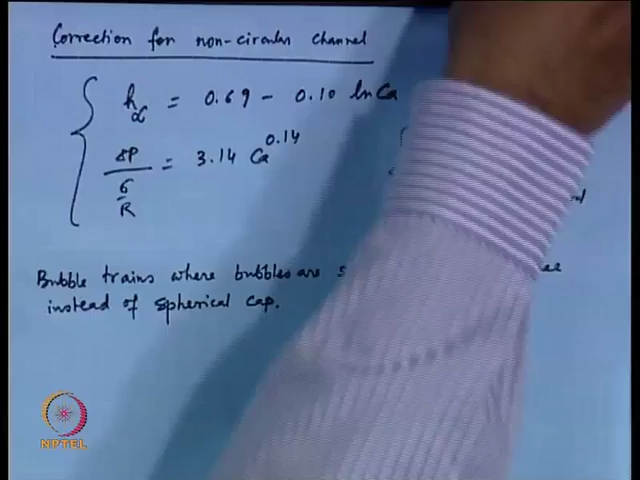 Correction for non-circular channel
h∝ = 0.69 - 0.10 ln Ca
ΔP / (σ/R) = 3.14 Ca^0.14
Bubble trains where bubbles are
instead of spherical cap.
NPTEL